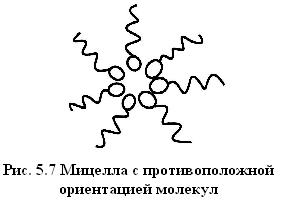 Рис. 5.7 Мицелла с противоположной
ориентацией молекул